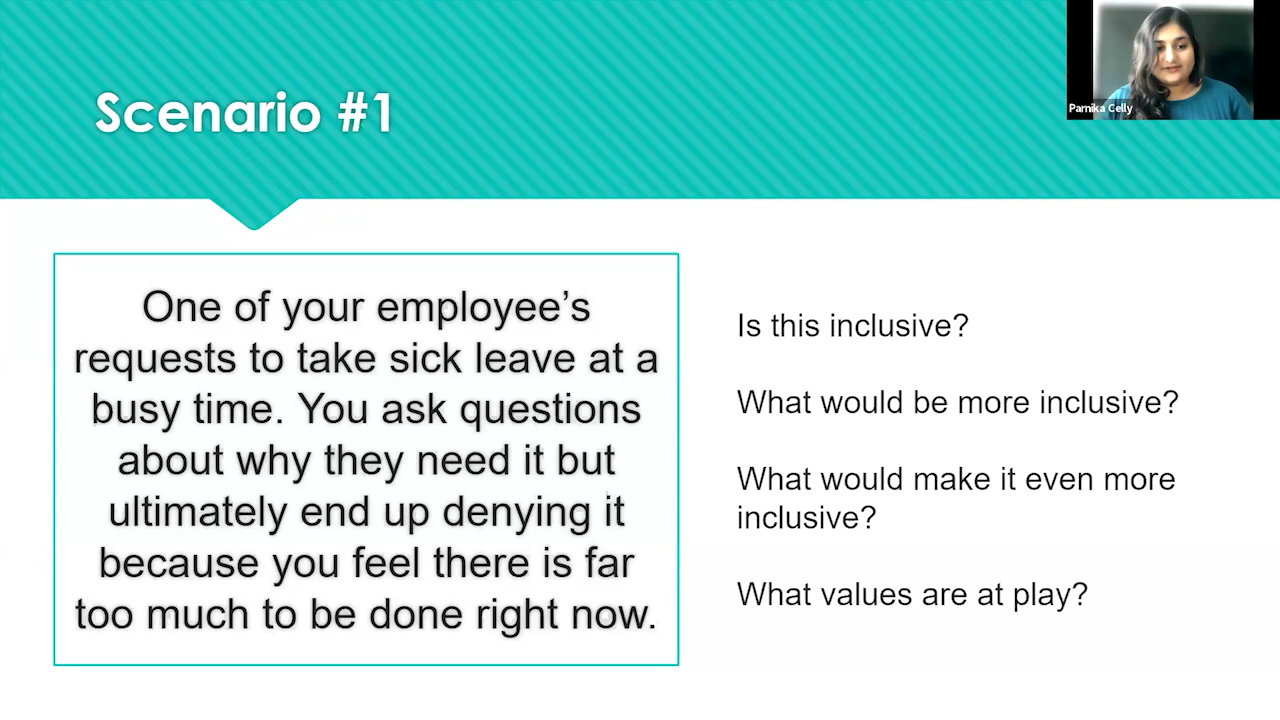 Scenario #1
Parnika Celly
One of your employee’s
requests to take sick leave at a
busy time. You ask questions
about why they need it but
ultimately end up denying it
because you feel there is far
too much to be done right now.
Is this inclusive?
What would be more inclusive?
What would make it even more
inclusive?
What values are at play?